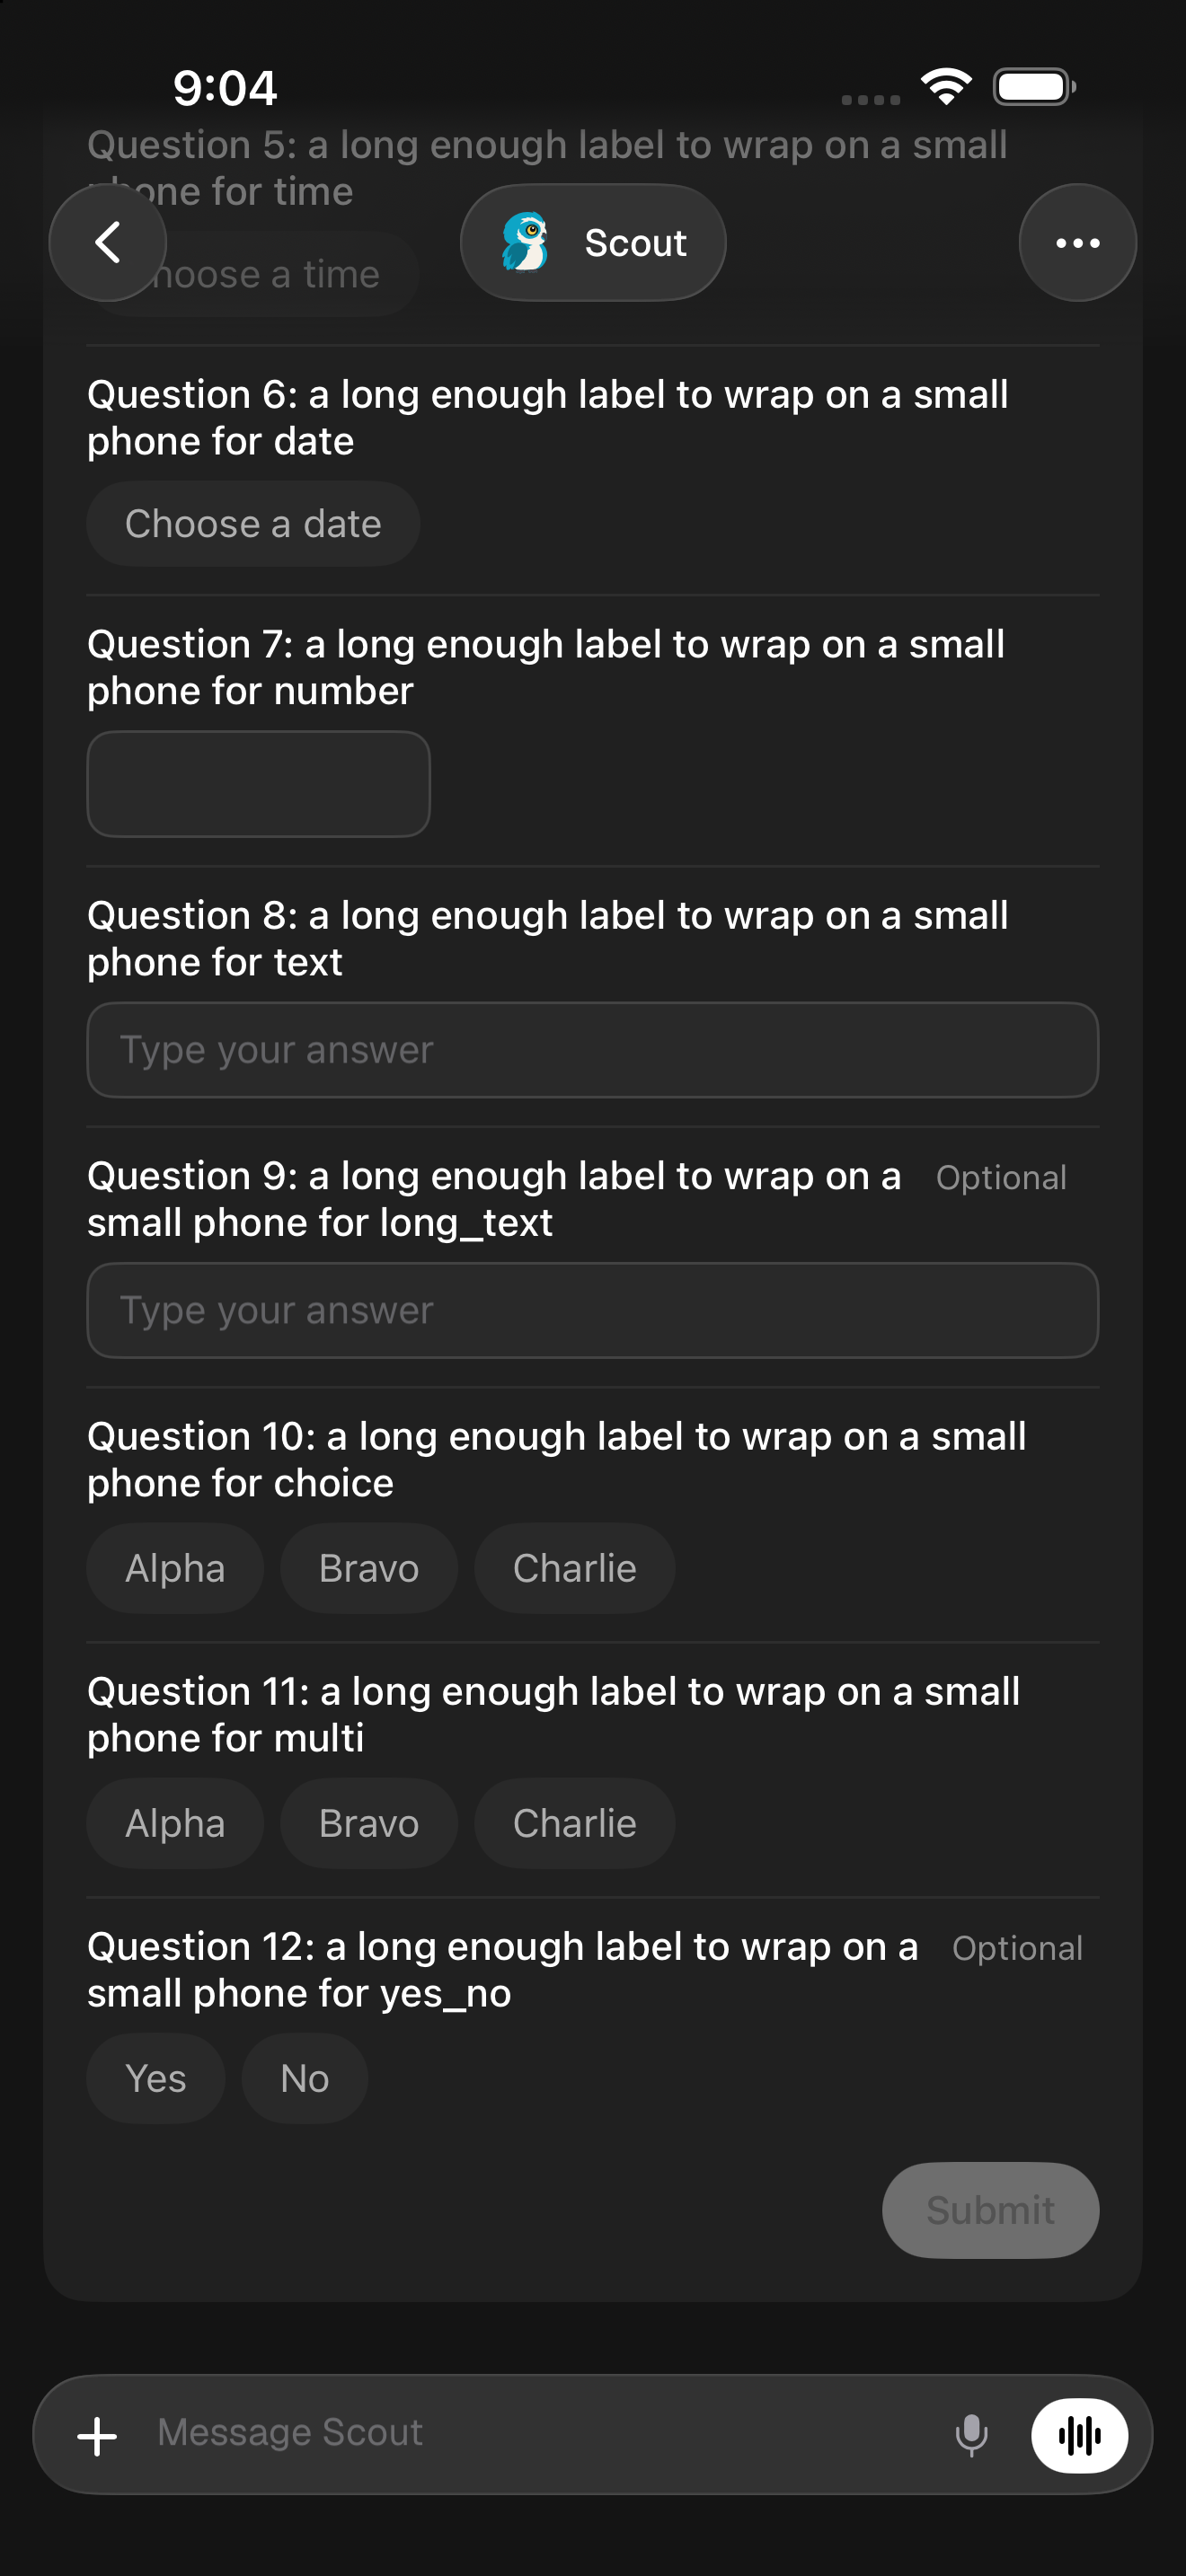 9:04
Question 5: a long enough label to wrap on a small
phone for time
Scout
Choose a time
Question 6: a long enough label to wrap on a small
phone for date
Choose a date
Question 7: a long enough label to wrap on a small
phone for number
Question 8: a long enough label to wrap on a small
phone for text
Type your answer
Question 9: a long enough label to wrap on a
Optional
small phone for long_text
Type your answer
Question 10: a long enough label to wrap on a small
phone for choice
Alpha Bravo Charlie
Question 11: a long enough label to wrap on a small
phone for multi
Alpha Bravo Charlie
Question 12: a long enough label to wrap on a
Optional
small phone for yes_no
Yes No
Submit
Message Scout